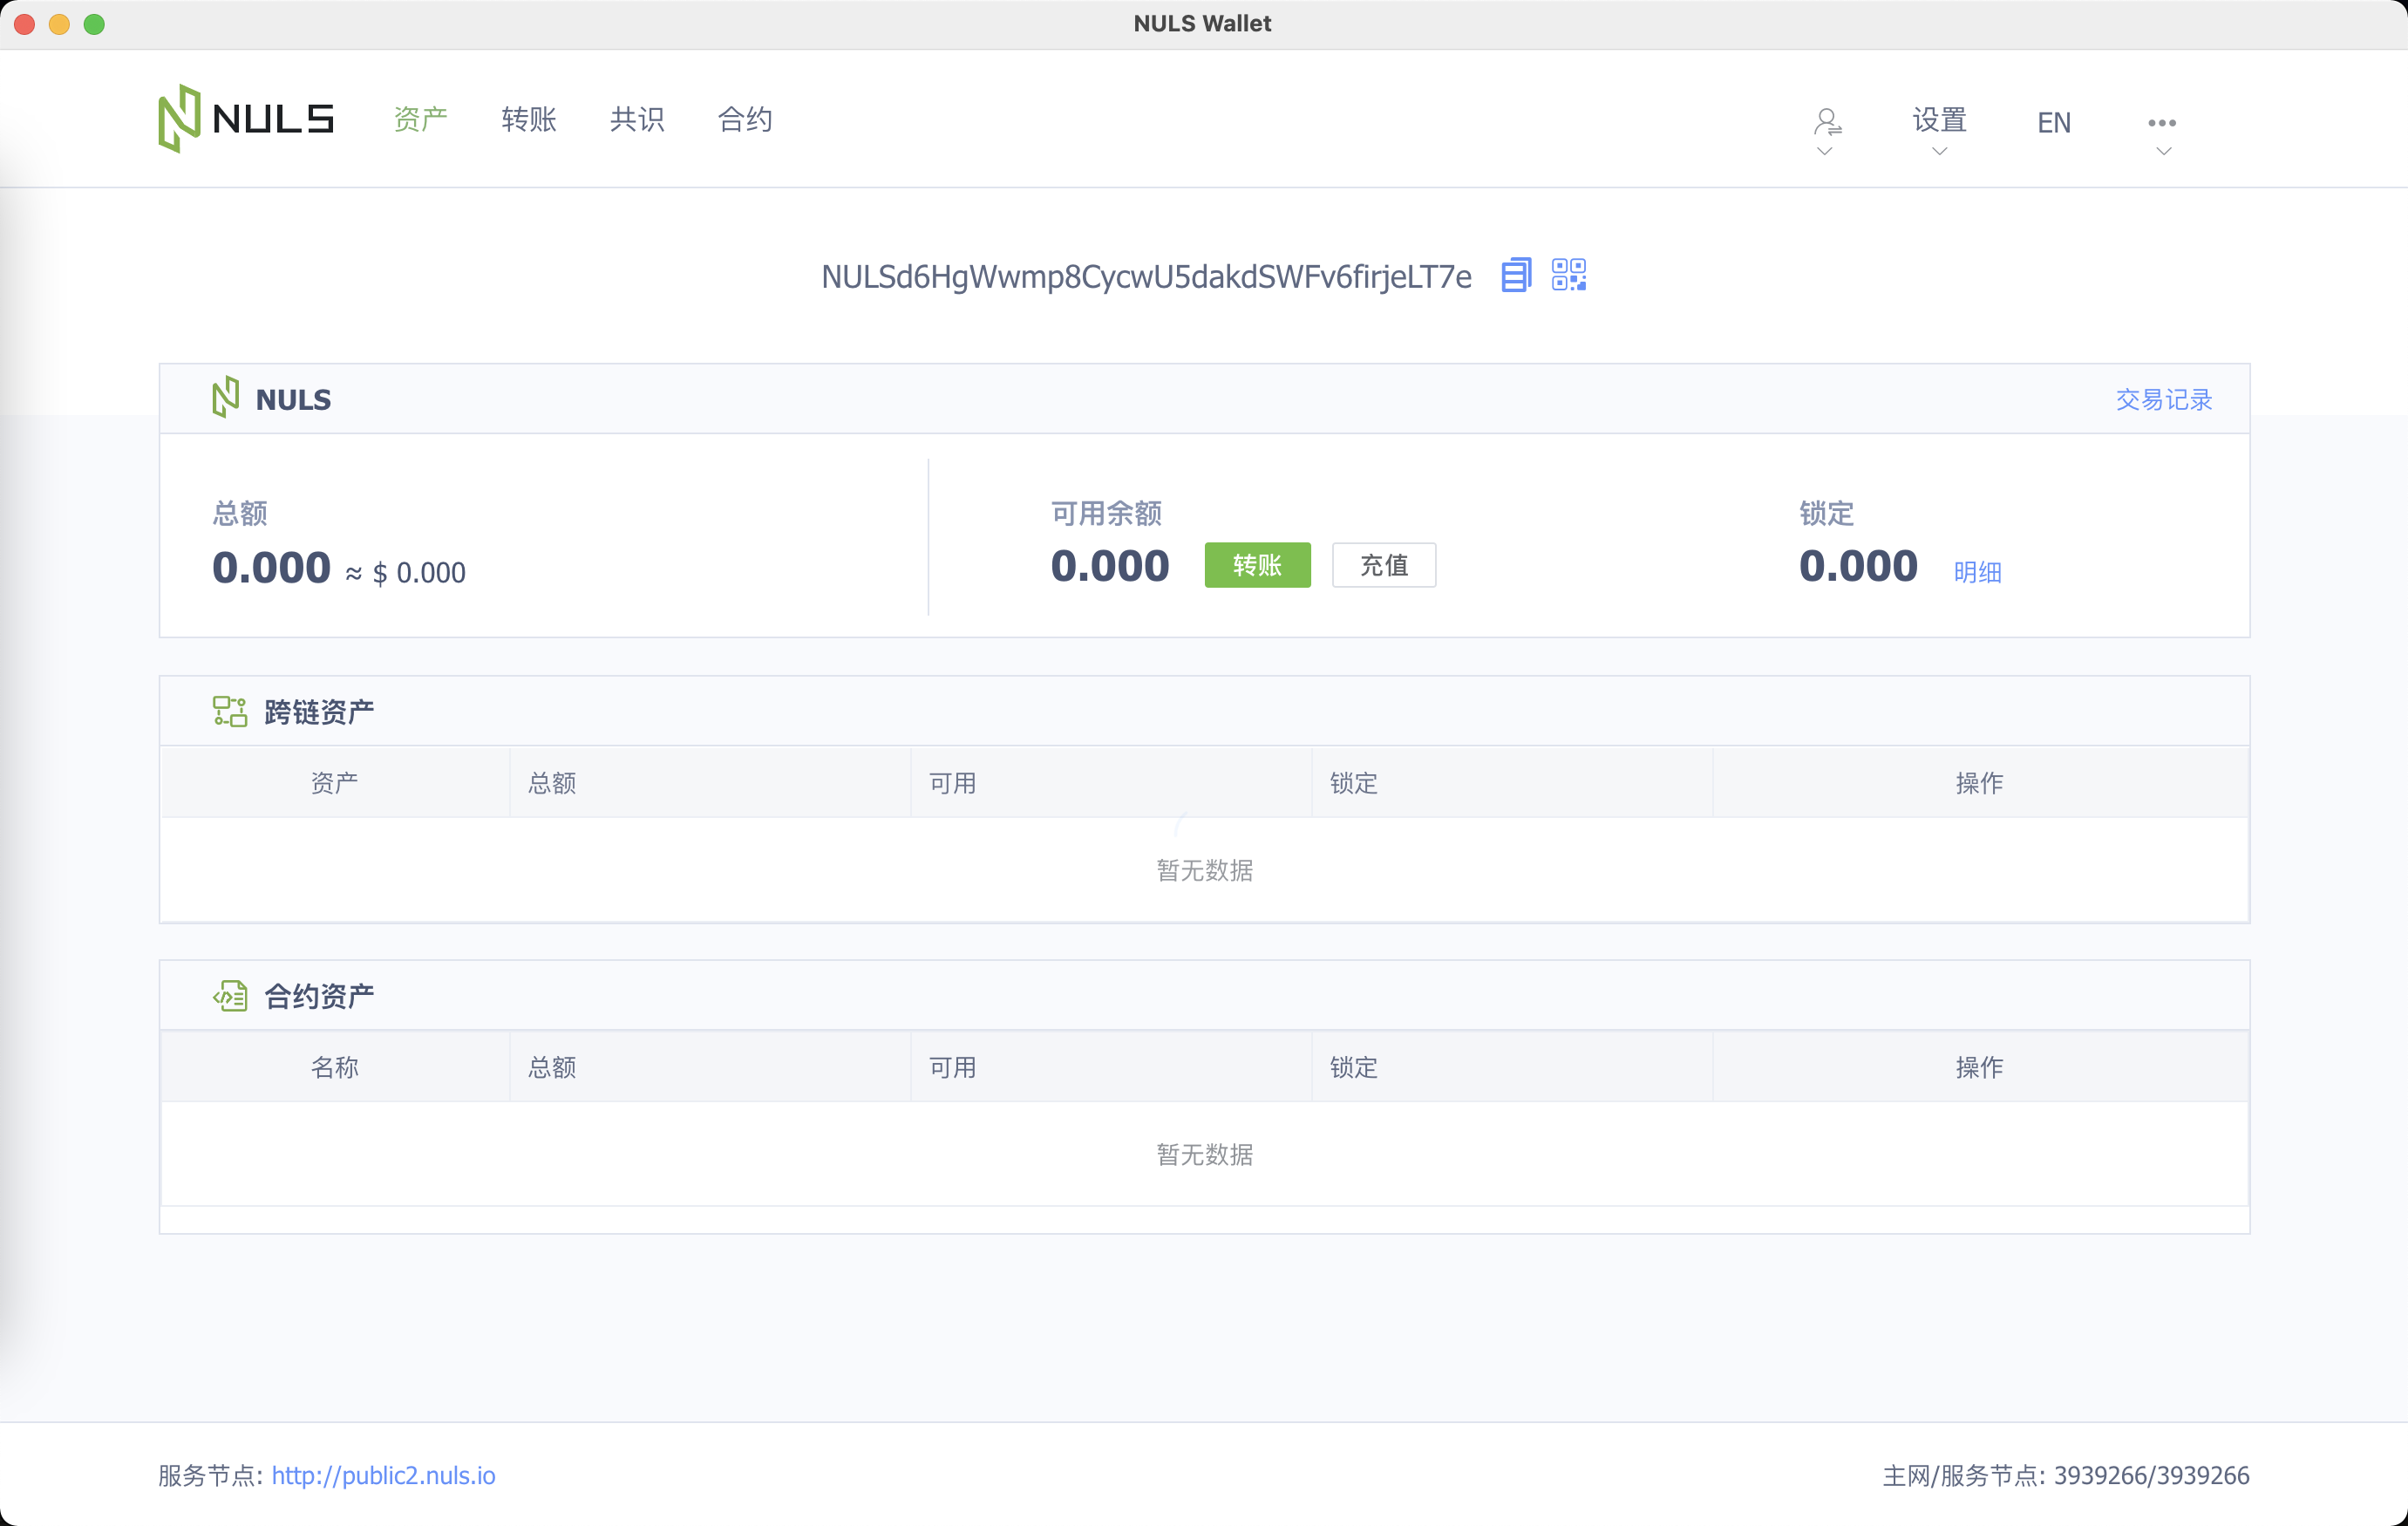 NULS Wallet
NULS 资产 转账 共识 合约 设置 EN
NULSd6HgWwmp8CycwU5dakdSWFv6firjeLT7e
NULS 交易记录
总额 可用余额 锁定
0.000 ≈ $ 0.000 0.000 转账 充值 0.000 明细
跨链资产
资产 总额 可用 锁定 操作
暂无数据
合约资产
名称 总额 可用 锁定 操作
暂无数据
服务节点: http://public2.nuls.io 主网/服务节点: 3939266/3939266